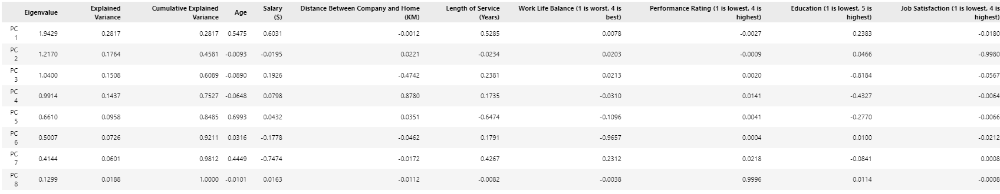 Eigenvalue Explained Variance Cumulative Explained Variance Age Salary ($) Distance Between Company and Home (KM) Length of Service (Years) Work Life Balance (1 is worst, 4 is best) Performance Rating (1 is lowest, 4 is highest) Education (1 is lowest, 5 is highest) Job Satisfaction (1 is lowest, 4 is highest)
PC 1 1.9429 0.2817 0.2817 0.5475 0.6031 -0.0012 0.5285 0.0078 -0.0027 0.2383 -0.0180
PC 2 1.2170 0.1764 0.4581 -0.0093 -0.0195 0.0221 -0.0234 0.0203 -0.0009 0.0466 -0.9980
PC 3 1.0400 0.1508 0.6089 -0.0890 0.1926 -0.4742 0.2381 0.0213 0.0020 -0.8184 -0.0567
PC 4 0.9914 0.1437 0.7527 -0.0648 0.0798 0.8780 0.1735 -0.0310 0.0141 -0.4327 -0.0064
PC 5 0.6610 0.0958 0.8485 0.6993 0.0432 0.0351 -0.6474 -0.1096 0.0041 -0.2770 -0.0066
PC 6 0.5007 0.0726 0.9211 0.0316 -0.1778 -0.0462 0.1791 -0.9657 0.0004 0.0100 -0.0212
PC 7 0.4144 0.0601 0.9812 0.4449 -0.7474 -0.0172 0.4267 0.2312 0.0218 -0.0841 0.0008
PC 8 0.1299 0.0188 1.0000 -0.0101 0.0163 -0.0112 -0.0082 -0.0038 0.9996 0.0114 -0.0008